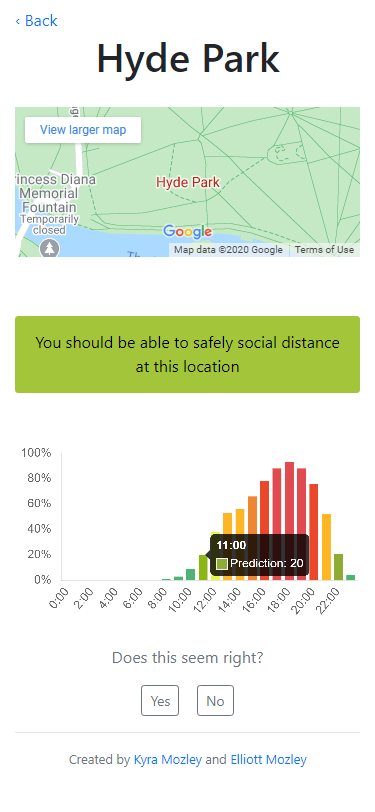 ‹ Back
Hyde Park
View larger map
rincess Diana
Memorial
Fountain
Temporarily
closed
Hyde Park
Google
Map data ©2020 Google
Terms of Use
You should be able to safely social distance
at this location
100%
80%
60%
40%
20%
0%
11:00
Prediction: 20
0:00
2:00
4:00
6:00
8:00
10:00
12:00
14:00
16:00
18:00
20:00
22:00
Does this seem right?
Yes
No
Created by Kyra Mozley and Elliott Mozley